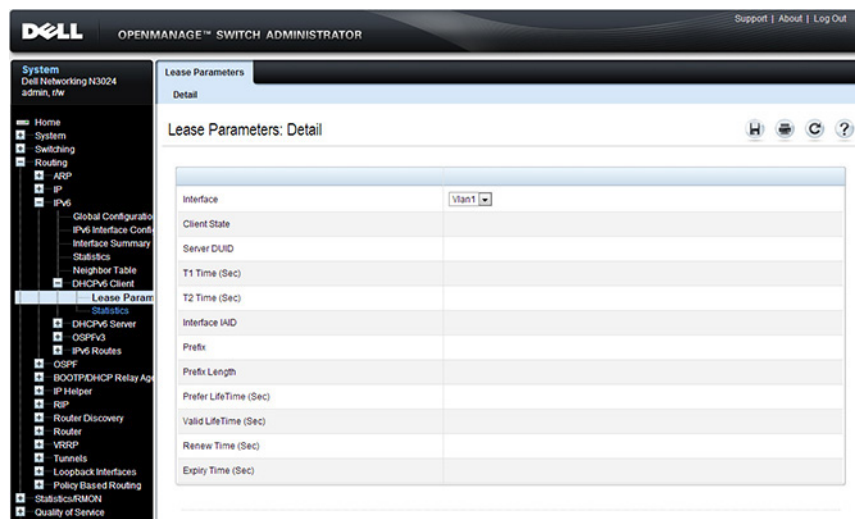 Support | About | Log Out
DELL OPENMANAGE™ SWITCH ADMINISTRATOR
System
Dell Networking N3024
admin, r/w
Home
System
Switching
Routing
ARP
IP
IPv6
Global Configuratio
IPv6 Interface Confi
Interface Summary
Statistics
Neighbor Table
DHCPv6 Client
Lease Param
Statistics
DHCPv6 Server
OSPFv3
IPv6 Routes
OSPF
BOOTP/DHCP Relay Age
IP Helper
RIP
Router Discovery
Router
VRRP
Tunnels
Loopback Interfaces
Policy Based Routing
Statistics/RMON
Quality of Service
Lease Parameters
Detail
Lease Parameters: Detail
Interface Vlan1
Client State
Server DUID
T1 Time (Sec)
T2 Time (Sec)
Interface IAID
Prefix
Prefix Length
Prefer LifeTime (Sec)
Valid LifeTime (Sec)
Renew Time (Sec)
Expiry Time (Sec)